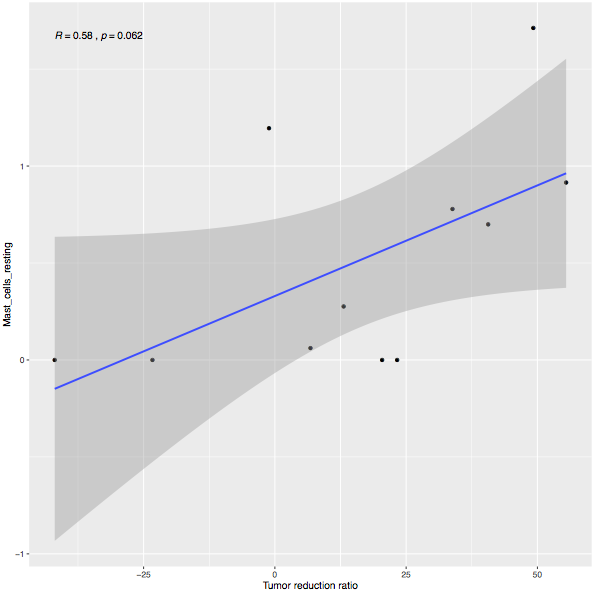 R = 0.58 , p = 0.062
Mast_cells_resting
1
0
−1
−25
0
25
50
Tumor reduction ratio